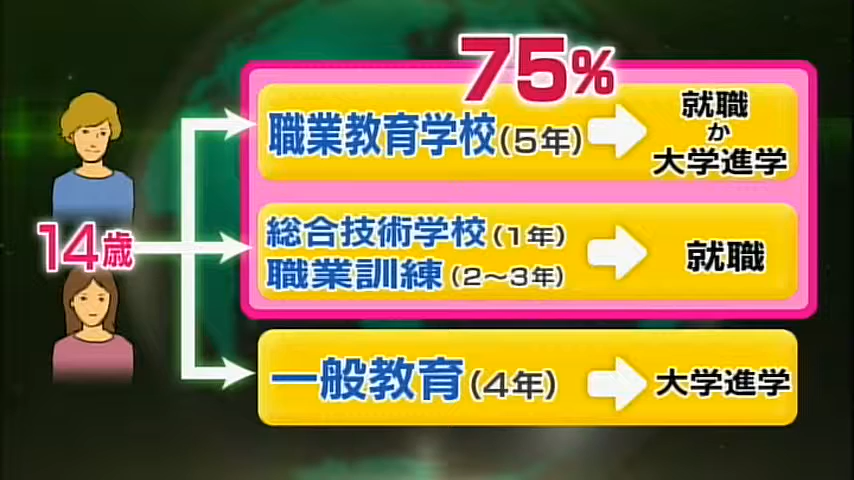 75%
職業教育学校(5年)
就職
か
大学進学
14歳
総合技術学校(1年)
職業訓練(2〜3年)
就職
一般教育(4年)
大学進学